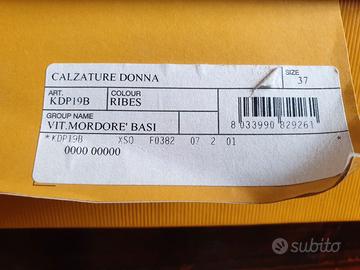 CALZATURE DONNA
SIZE
37
ART.
COLOUR
KDP19B
RIBES
GROUP NAME
VIT.MORDORE' BASI
8 033990 829261
*KDP19B XSO F0382 07 2 01 *
0000 00000
subito